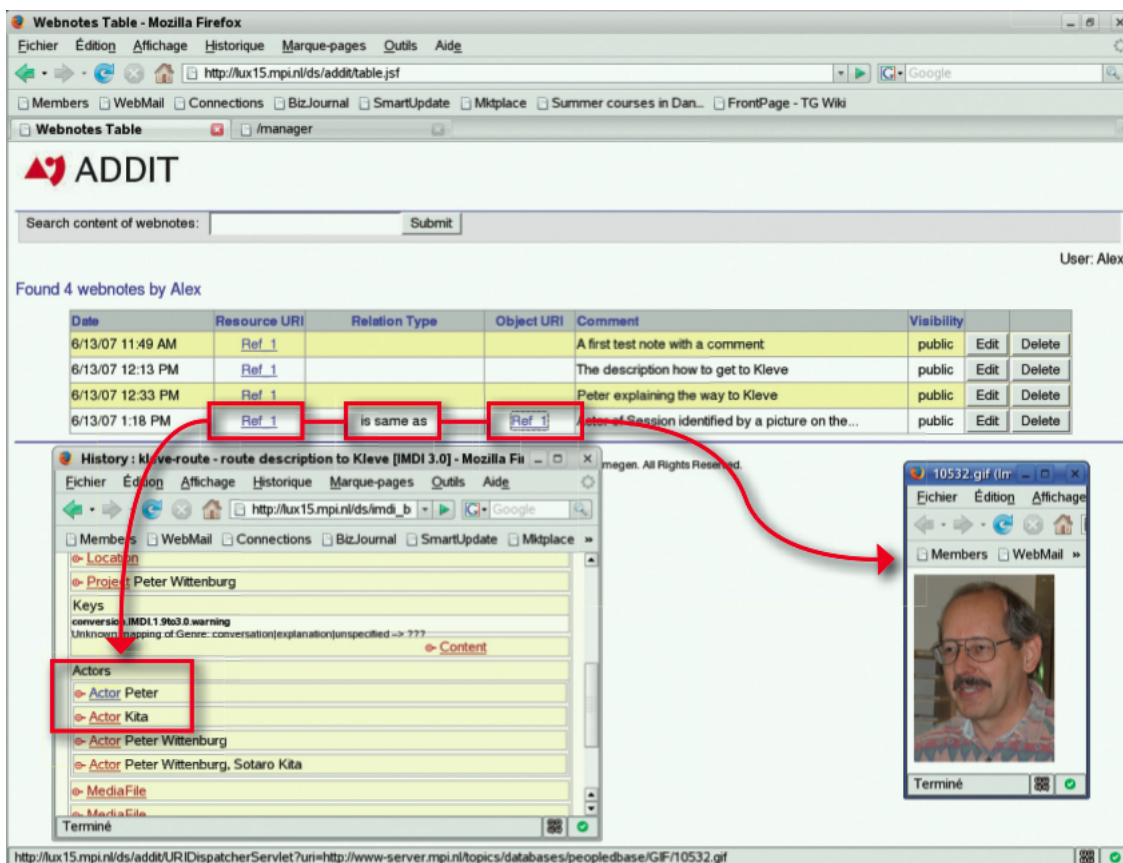 Webnotes Table - Mozilla Firefox
Fichier Édition Affichage Historique Marque-pages Outils Aide
http://lux15.mpi.nl/ds/addit/table.jsf Google
Members WebMail Connections BizJournal SmartUpdate Mktplace Summer courses in Dan... FrontPage - TG Wiki
Webnotes Table /manager
ADDIT
Search content of webnotes: Submit
User: Alex
Found 4 webnotes by Alex
Date Resource URI Relation Type Object URI Comment Visibility
6/13/07 11:49 AM Ref_1 A first test note with a comment public Edit Delete
6/13/07 12:13 PM Ref_1 The description how to get to Kleve public Edit Delete
6/13/07 12:33 PM Ref_1 Peter explaining the way to Kleve public Edit Delete
6/13/07 1:18 PM Ref_1 is same as Ref_1 Actor of Session identified by a picture on the... public Edit Delete
megen. All Rights Reserved.
History : kleve-route - route description to Kleve [IMDI 3.0] - Mozilla Fir
Fichier Édition Affichage Historique Marque-pages Outils Aide
http://lux15.mpi.nl/ds/imdi_b Google
Members WebMail Connections BizJournal SmartUpdate Mktplace »
Location
Project Peter Wittenburg
Keys
conversion.IMDI.1.9to3.0.warning
Unknown mapping of Genre: conversation|explanation|unspecified --> ???
Content
Actors
Actor Peter
Actor Kita
Actor Peter Wittenburg
Actor Peter Wittenburg, Sotaro Kita
MediaFile
MediaFile
Terminé
10532.gif (Im
Fichier Édition Affichage
Members WebMail »
Terminé
http://lux15.mpi.nl/ds/addit/URIDispatcherServlet?uri=http://www-server.mpi.nl/topics/databases/peopledbase/GIF/10532.gif